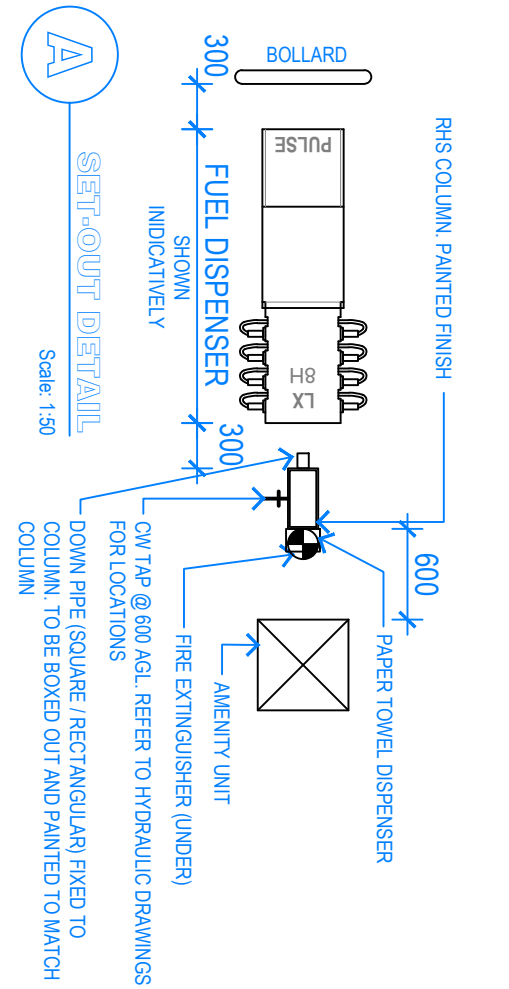 BOLLARD
300
PULSE
FUEL DISPENSER
SHOWN
INIDICATIVELY
LX
8H
300
600
RHS COLUMN. PAINTED FINISH
PAPER TOWEL DISPENSER
AMENITY UNIT
FIRE EXTINGUISHER (UNDER)
CW TAP @ 600 AGL. REFER TO HYDRAULIC DRAWINGS
FOR LOCATIONS
DOWN PIPE (SQUARE / RECTANGULAR) FIXED TO
COLUMN. TO BE BOXED OUT AND PAINTED TO MATCH
COLUMN
A
SET-OUT DETAIL
Scale: 1:50